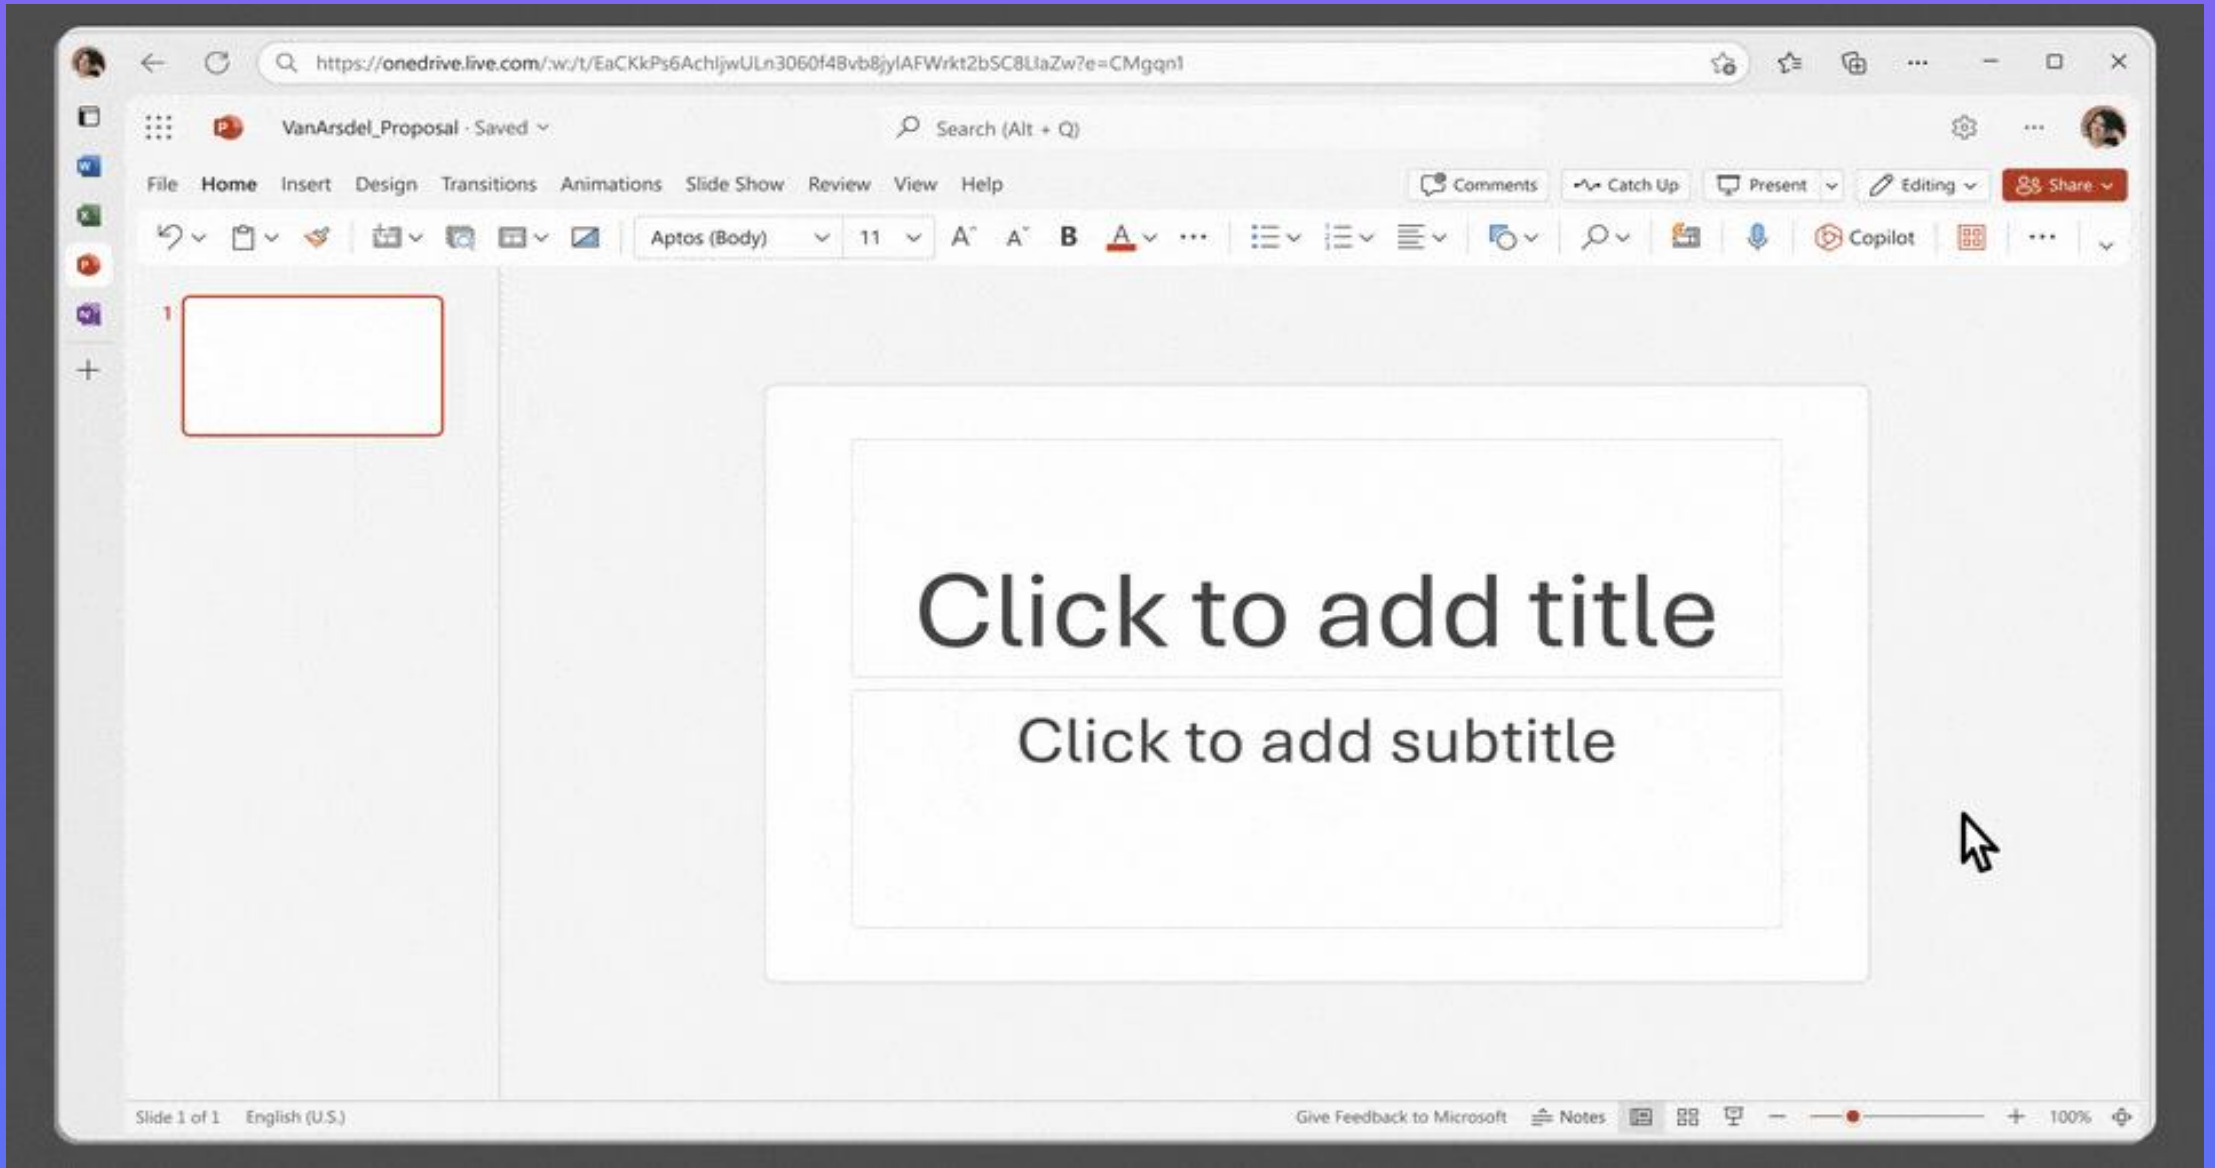 https://onedrive.live.com/:w:/t/EaCKkPs6AchIjwULn3060f4Bvb8jylAFWrkt2bSC8LIaZw?e=CMgqn1
VanArsdel_Proposal · Saved
Search (Alt + Q)
File Home Insert Design Transitions Animations Slide Show Review View Help
Comments Catch Up Present Editing Share
Aptos (Body) 11 A A B A Copilot
1
Click to add title
Click to add subtitle
Slide 1 of 1 English (U.S.) Give Feedback to Microsoft Notes 100%